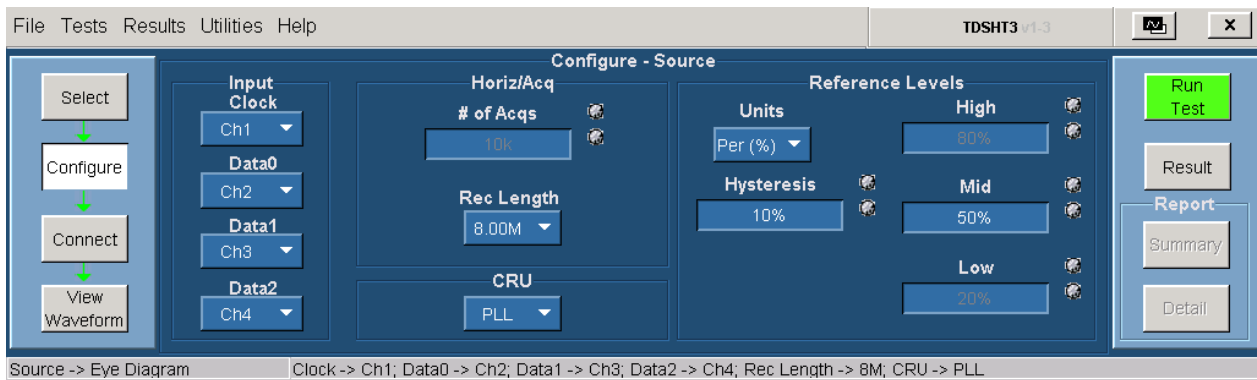 File Tests Results Utilities Help
TDSHT3 v1-3
x
Configure - Source
Select
Configure
Connect
View
Waveform
Input
Clock
Ch1
Data0
Ch2
Data1
Ch3
Data2
Ch4
Horiz/Acq
# of Acqs
10k
Rec Length
8.00M
CRU
PLL
Reference Levels
Units
Per (%)
Hysteresis
10%
High
80%
Mid
50%
Low
20%
Run
Test
Result
Report
Summary
Detail
Source -> Eye Diagram
Clock -> Ch1; Data0 -> Ch2; Data1 -> Ch3; Data2 -> Ch4; Rec Length -> 8M; CRU -> PLL